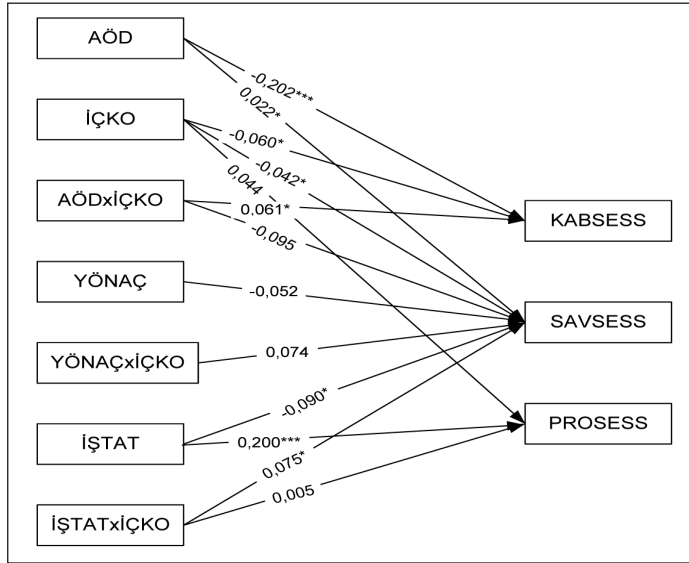 AÖD
İÇKO
AÖDxİÇKO
YÖNAÇ
YÖNAÇxİÇKO
İŞTAT
İŞTATxİÇKO
-0,202***
0,022*
-0,060*
-0,042*
0,044
0,061*
-0,095
-0,052
0,074
-0,090*
0,200***
0,075*
0,005
KABSESS
SAVSESS
PROSESS